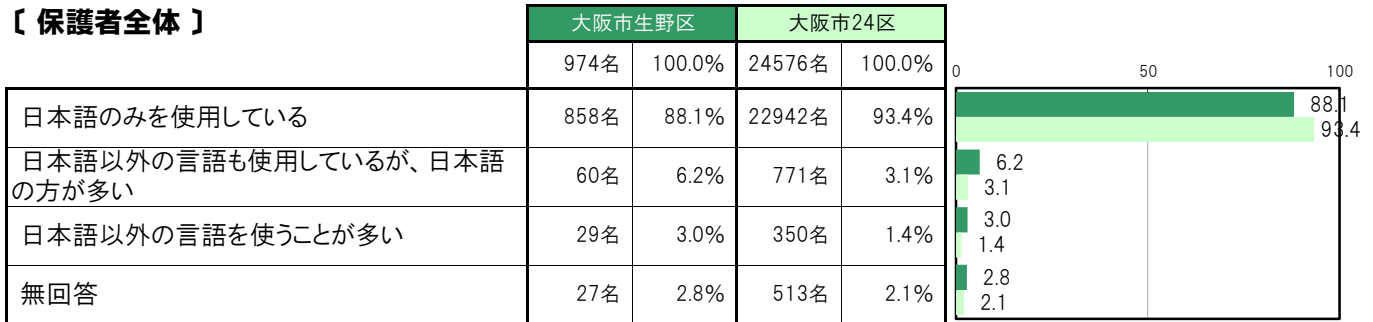 〔 保護者全体 〕
大阪市生野区 大阪市24区
974名 100.0% 24576名 100.0%
0 50 100
日本語のみを使用している 858名 88.1% 22942名 93.4% 88.1
93.4
日本語以外の言語も使用しているが、日本語
の方が多い 60名 6.2% 771名 3.1% 6.2
3.1
日本語以外の言語を使うことが多い 29名 3.0% 350名 1.4% 3.0
1.4
無回答 27名 2.8% 513名 2.1% 2.8
2.1